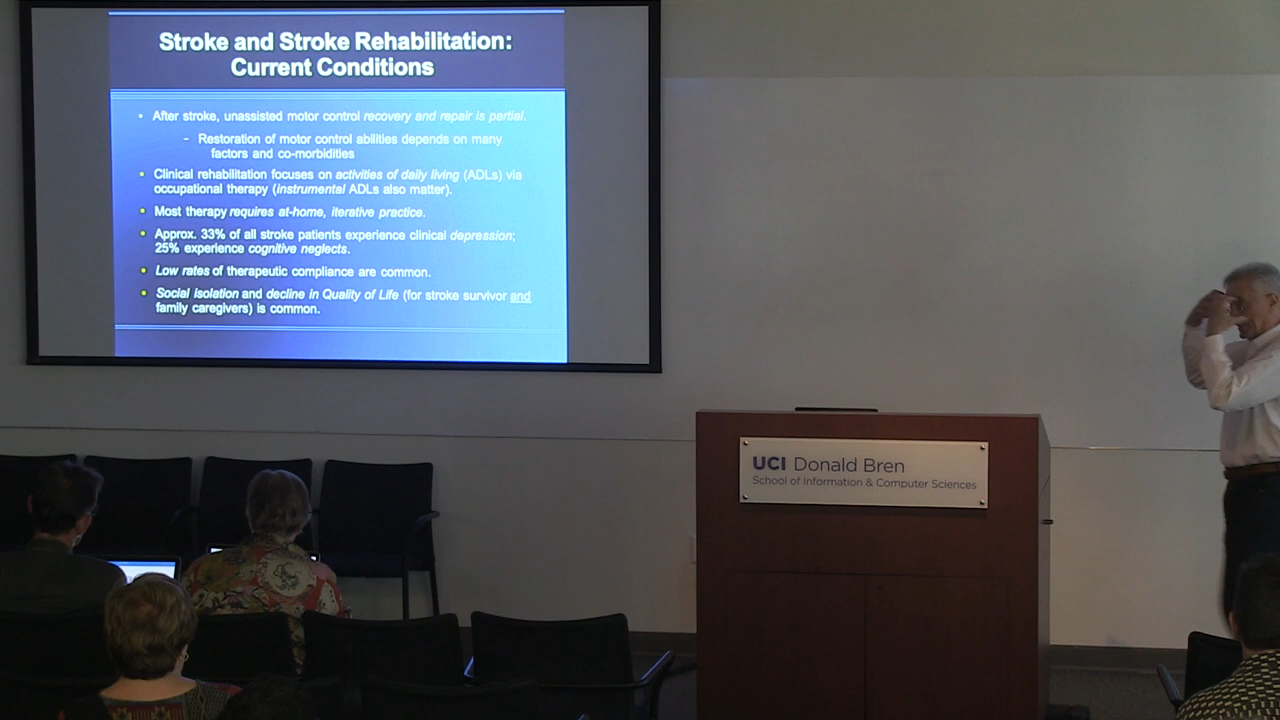 Stroke and Stroke Rehabilitation:
Current Conditions
• After stroke, unassisted motor control recovery and repair is partial.
– Restoration of motor control abilities depends on many
factors and co-morbidities
• Clinical rehabilitation focuses on activities of daily living (ADLs) via
occupational therapy (instrumental ADLs also matter).
• Most therapy requires at-home, iterative practice.
• Approx. 33% of all stroke patients experience clinical depression;
25% experience cognitive neglects.
• Low rates of therapeutic compliance are common.
• Social isolation and decline in Quality of Life (for stroke survivor and
family caregivers) is common.
UCI Donald Bren
School of Information & Computer Sciences